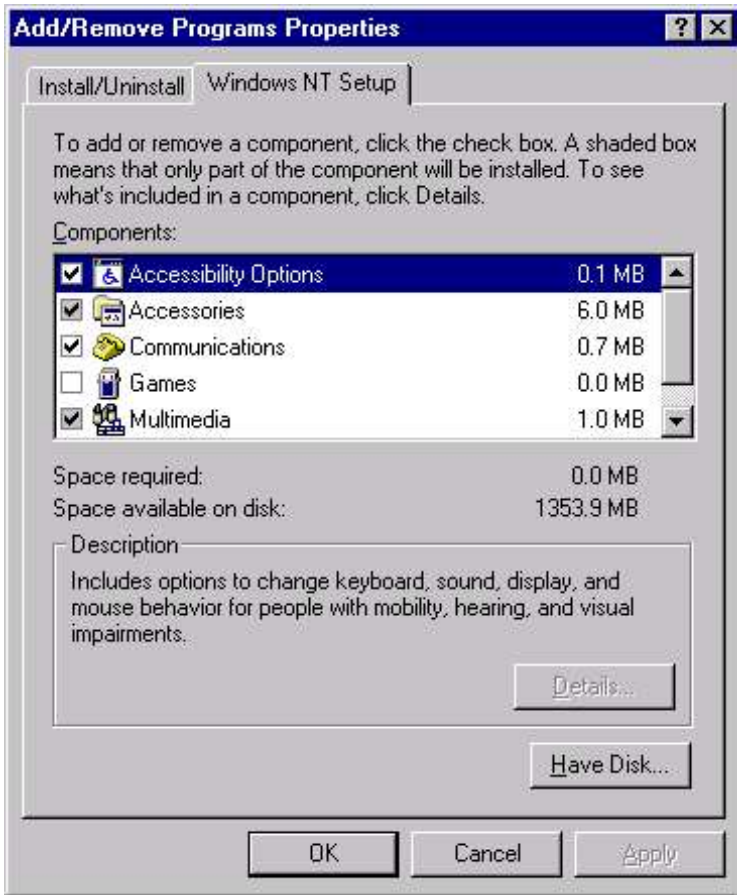 Add/Remove Programs Properties
Install/Uninstall
Windows NT Setup
To add or remove a component, click the check box. A shaded box
means that only part of the component will be installed. To see
what's included in a component, click Details.
Components:
Accessibility Options 0.1 MB
Accessories 6.0 MB
Communications 0.7 MB
Games 0.0 MB
Multimedia 1.0 MB
Space required: 0.0 MB
Space available on disk: 1353.9 MB
Description
Includes options to change keyboard, sound, display, and
mouse behavior for people with mobility, hearing, and visual
impairments.
Details...
Have Disk...
OK
Cancel
Apply